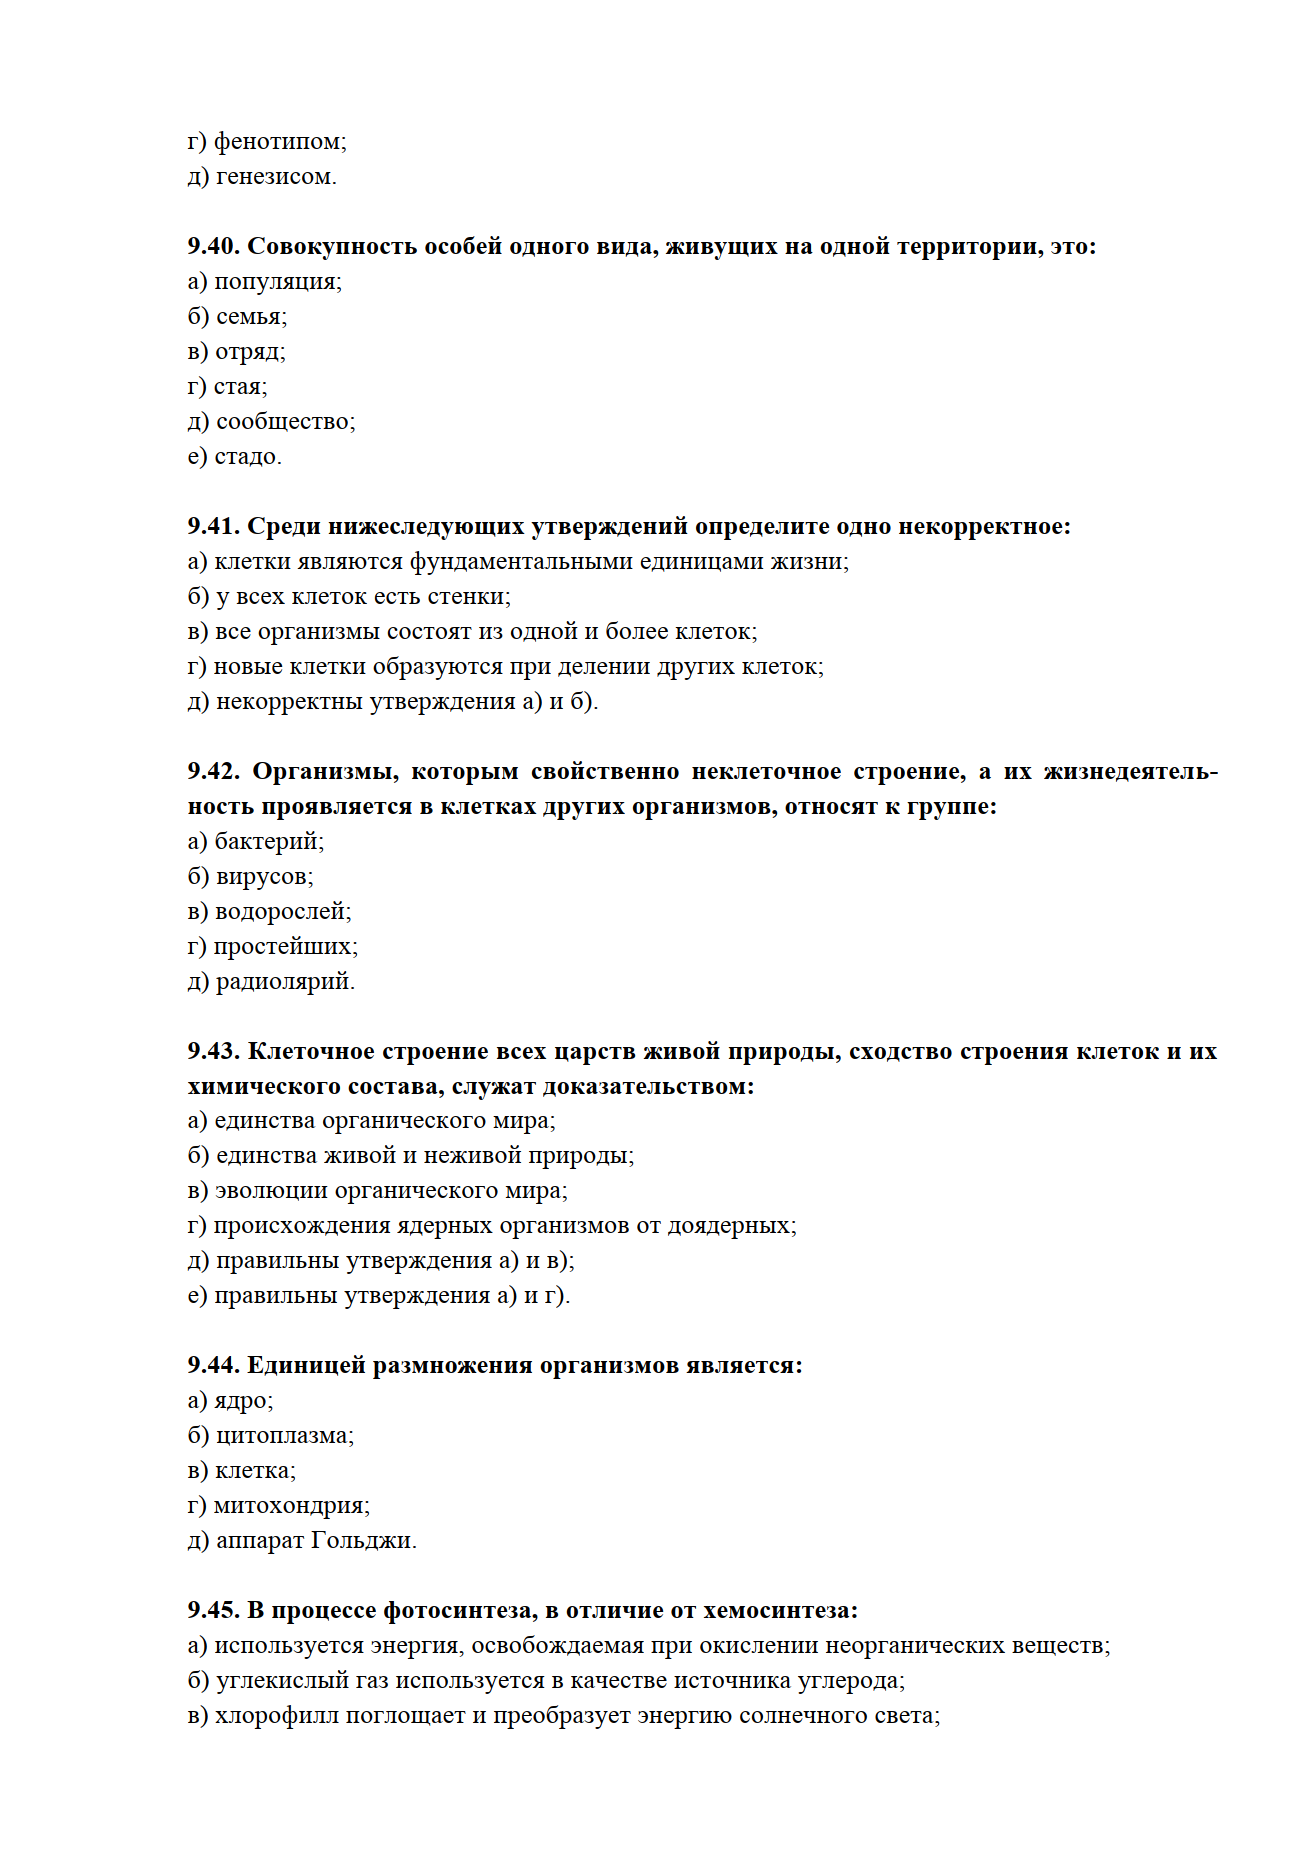 г) фенотипом;
д) генезисом.
9.40. Совокупность особей одного вида, живущих на одной территории, это:
а) популяция;
б) семья;
в) отряд;
г) стая;
д) сообщество;
е) стадо.
9.41. Среди нижеследующих утверждений определите одно некорректное:
а) клетки являются фундаментальными единицами жизни;
б) у всех клеток есть стенки;
в) все организмы состоят из одной и более клеток;
г) новые клетки образуются при делении других клеток;
д) некорректны утверждения а) и б).
9.42. Организмы, которым свойственно неклеточное строение, а их жизнедеятель-
ность проявляется в клетках других организмов, относят к группе:
а) бактерий;
б) вирусов;
в) водорослей;
г) простейших;
д) радиолярий.
9.43. Клеточное строение всех царств живой природы, сходство строения клеток и их
химического состава, служат доказательством:
а) единства органического мира;
б) единства живой и неживой природы;
в) эволюции органического мира;
г) происхождения ядерных организмов от доядерных;
д) правильны утверждения а) и в);
е) правильны утверждения а) и г).
9.44. Единицей размножения организмов является:
а) ядро;
б) цитоплазма;
в) клетка;
г) митохондрия;
д) аппарат Гольджи.
9.45. В процессе фотосинтеза, в отличие от хемосинтеза:
а) используется энергия, освобождаемая при окислении неорганических веществ;
б) углекислый газ используется в качестве источника углерода;
в) хлорофилл поглощает и преобразует энергию солнечного света;